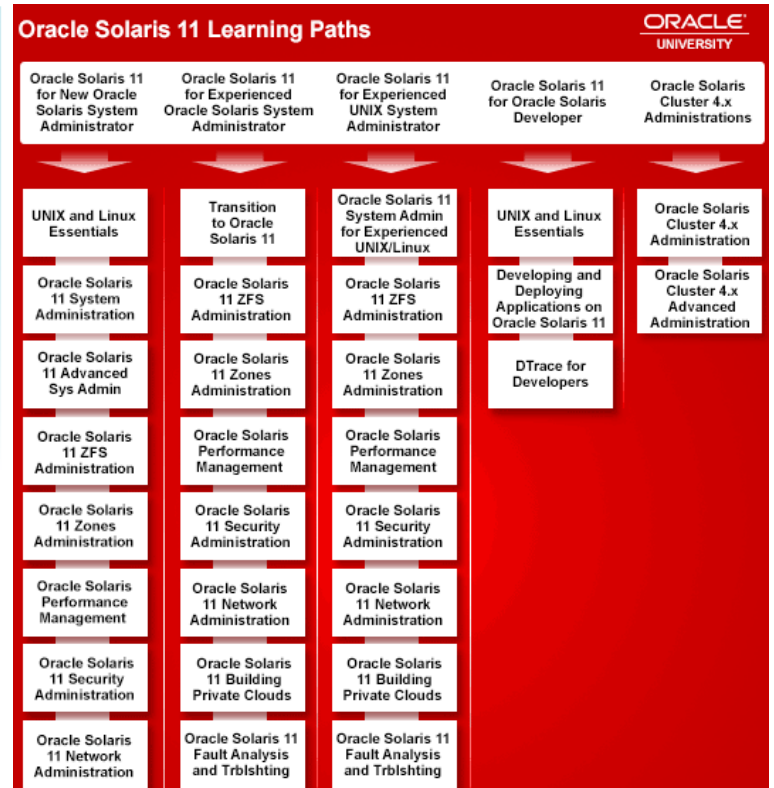 Oracle Solaris 11 Learning Paths
ORACLE
UNIVERSITY
Oracle Solaris 11
for New Oracle
Solaris System
Administrator
Oracle Solaris 11
for Experienced
Oracle Solaris System
Administrator
Oracle Solaris 11
for Experienced
UNIX System
Administrator
Oracle Solaris 11
for Oracle Solaris
Developer
Oracle Solaris
Cluster 4.x
Administrations
UNIX and Linux
Essentials
Oracle Solaris
11 System
Administration
Oracle Solaris
11 Advanced
Sys Admin
Oracle Solaris
11 ZFS
Administration
Oracle Solaris
11 Zones
Administration
Oracle Solaris
Performance
Management
Oracle Solaris
11 Security
Administration
Oracle Solaris
11 Network
Administration
Transition
to Oracle
Solaris 11
Oracle Solaris
11 ZFS
Administration
Oracle Solaris
11 Zones
Administration
Oracle Solaris
Performance
Management
Oracle Solaris
11 Security
Administration
Oracle Solaris
11 Network
Administration
Oracle Solaris
11 Building
Private Clouds
Oracle Solaris 11
Fault Analysis
and Trblshting
Oracle Solaris 11
System Admin
for Experienced
UNIX/Linux
Oracle Solaris
11 ZFS
Administration
Oracle Solaris
11 Zones
Administration
Oracle Solaris
Performance
Management
Oracle Solaris
11 Security
Administration
Oracle Solaris
11 Network
Administration
Oracle Solaris
11 Building
Private Clouds
Oracle Solaris 11
Fault Analysis
and Trblshting
UNIX and Linux
Essentials
Developing and
Deploying
Applications on
Oracle Solaris 11
DTrace for
Developers
Oracle Solaris
Cluster 4.x
Administration
Oracle Solaris
Cluster 4.x
Advanced
Administration